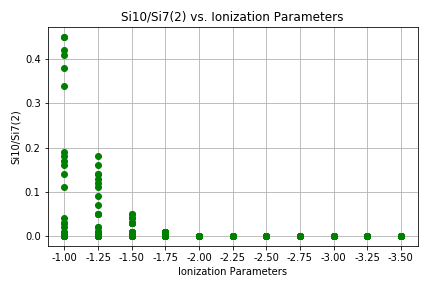 Si10/Si7(2) vs. Ionization Parameters
Si10/Si7(2)
0.4
0.3
0.2
0.1
0.0
-1.00 -1.25 -1.50 -1.75 -2.00 -2.25 -2.50 -2.75 -3.00 -3.25 -3.50
Ionization Parameters